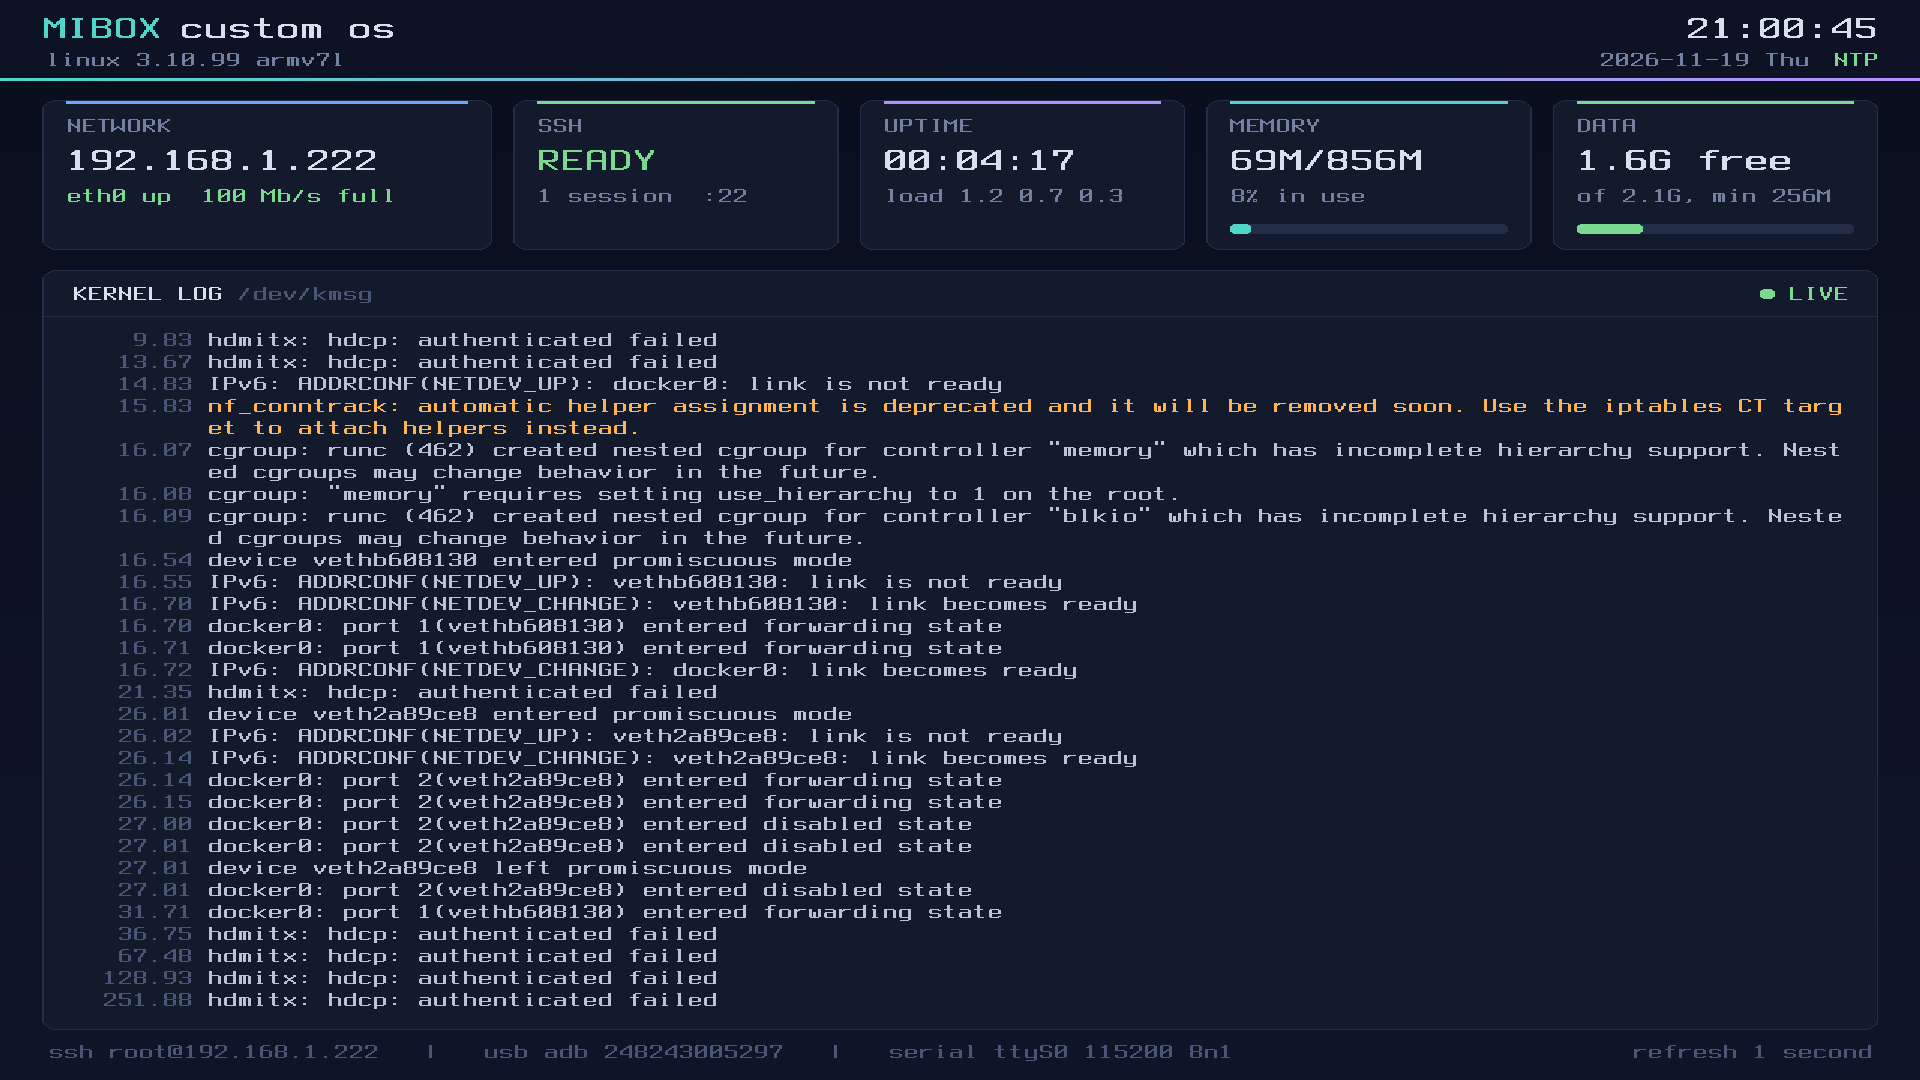 MIBOX custom os
21:00:45
linux 3.10.99 armv7l
2026-11-19 Thu NTP
NETWORK
192.168.1.222
eth0 up 100 Mb/s full
SSH
READY
1 session :22
UPTIME
00:04:17
load 1.2 0.7 0.3
MEMORY
69M/856M
8% in use
DATA
1.6G free
of 2.1G, min 256M
KERNEL LOG /dev/kmsg
LIVE
9.83 hdmitx: hdcp: authenticated failed
13.67 hdmitx: hdcp: authenticated failed
14.83 IPv6: ADDRCONF(NETDEV_UP): docker0: link is not ready
15.83 nf_conntrack: automatic helper assignment is deprecated and it will be removed soon. Use the iptables CT targ
et to attach helpers instead.
16.07 cgroup: runc (462) created nested cgroup for controller "memory" which has incomplete hierarchy support. Nest
ed cgroups may change behavior in the future.
16.08 cgroup: "memory" requires setting use_hierarchy to 1 on the root.
16.09 cgroup: runc (462) created nested cgroup for controller "blkio" which has incomplete hierarchy support. Neste
d cgroups may change behavior in the future.
16.54 device vethb608130 entered promiscuous mode
16.55 IPv6: ADDRCONF(NETDEV_UP): vethb608130: link is not ready
16.70 IPv6: ADDRCONF(NETDEV_CHANGE): vethb608130: link becomes ready
16.70 docker0: port 1(vethb608130) entered forwarding state
16.71 docker0: port 1(vethb608130) entered forwarding state
16.72 IPv6: ADDRCONF(NETDEV_CHANGE): docker0: link becomes ready
21.35 hdmitx: hdcp: authenticated failed
26.01 device veth2a89ce8 entered promiscuous mode
26.02 IPv6: ADDRCONF(NETDEV_UP): veth2a89ce8: link is not ready
26.14 IPv6: ADDRCONF(NETDEV_CHANGE): veth2a89ce8: link becomes ready
26.14 docker0: port 2(veth2a89ce8) entered forwarding state
26.15 docker0: port 2(veth2a89ce8) entered forwarding state
27.00 docker0: port 2(veth2a89ce8) entered disabled state
27.01 docker0: port 2(veth2a89ce8) entered disabled state
27.01 device veth2a89ce8 left promiscuous mode
27.01 docker0: port 2(veth2a89ce8) entered disabled state
31.71 docker0: port 1(vethb608130) entered forwarding state
36.75 hdmitx: hdcp: authenticated failed
67.48 hdmitx: hdcp: authenticated failed
128.93 hdmitx: hdcp: authenticated failed
251.88 hdmitx: hdcp: authenticated failed
ssh root@192.168.1.222 | usb adb 248243005297 | serial ttyS0 115200 8n1
refresh 1 second